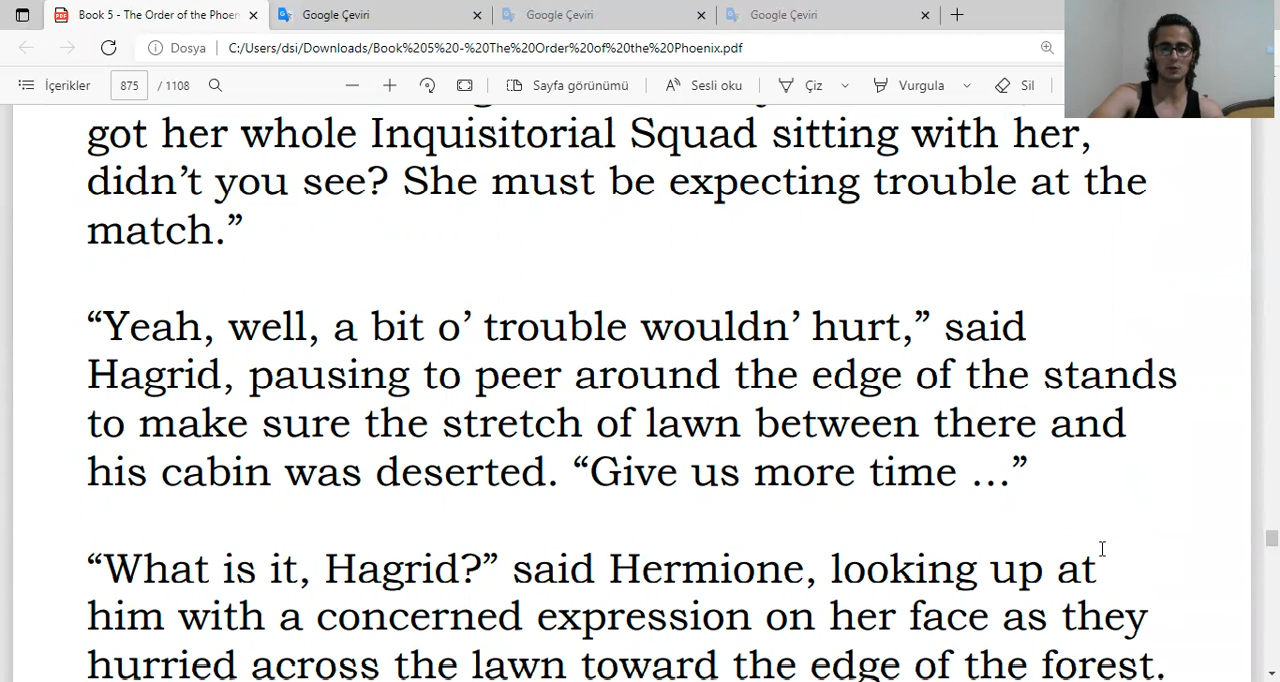 Book 5 - The Order of the Phoen
Google Çeviri
Google Çeviri
Google Çeviri
Dosya
C:/Users/dsi/Downloads/Book%205%20-%20The%20Order%20of%20the%20Phoenix.pdf
İçerikler
875 / 1108
Sayfa görünümü
Sesli oku
Çiz
Vurgula
Sil
got her whole Inquisitorial Squad sitting with her,
didn’t you see? She must be expecting trouble at the
match.”
“Yeah, well, a bit o’ trouble wouldn’ hurt,” said
Hagrid, pausing to peer around the edge of the stands
to make sure the stretch of lawn between there and
his cabin was deserted. “Give us more time …”
“What is it, Hagrid?” said Hermione, looking up at
him with a concerned expression on her face as they
hurried across the lawn toward the edge of the forest.